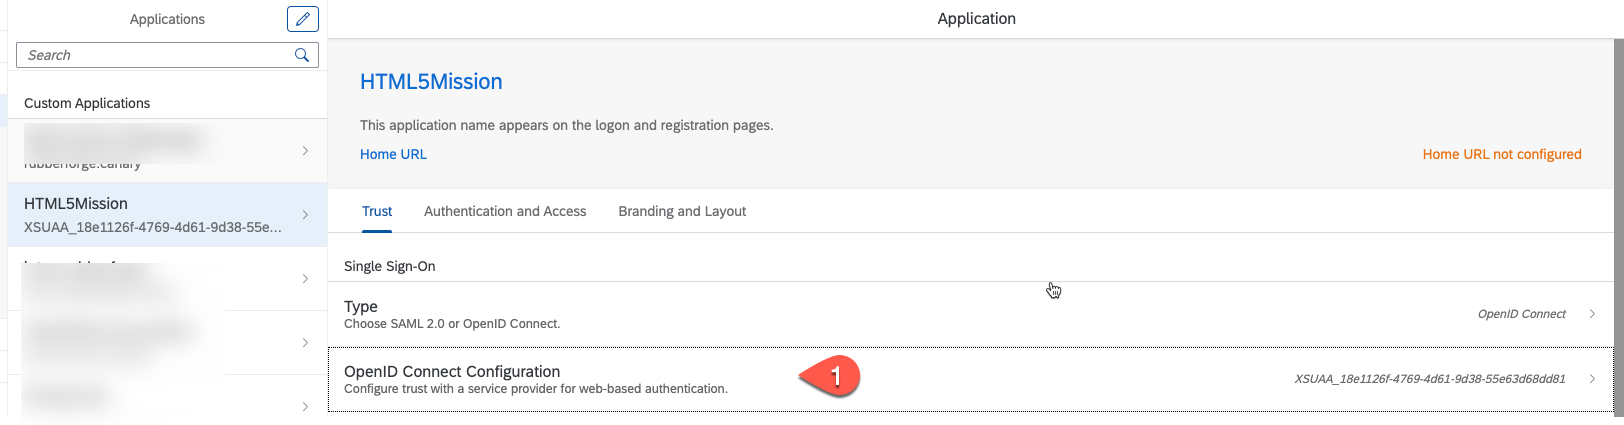 Applications
Search
Custom Applications
rubberforge.canary
HTML5Mission
XSUAA_18e1126f-4769-4d61-9d38-55e...
Application
HTML5Mission
This application name appears on the logon and registration pages.
Home URL
Home URL not configured
Trust
Authentication and Access
Branding and Layout
Single Sign-On
Type
Choose SAML 2.0 or OpenID Connect.
OpenID Connect
OpenID Connect Configuration
Configure trust with a service provider for web-based authentication.
1
XSUAA_18e1126f-4769-4d61-9d38-55e63d68dd81